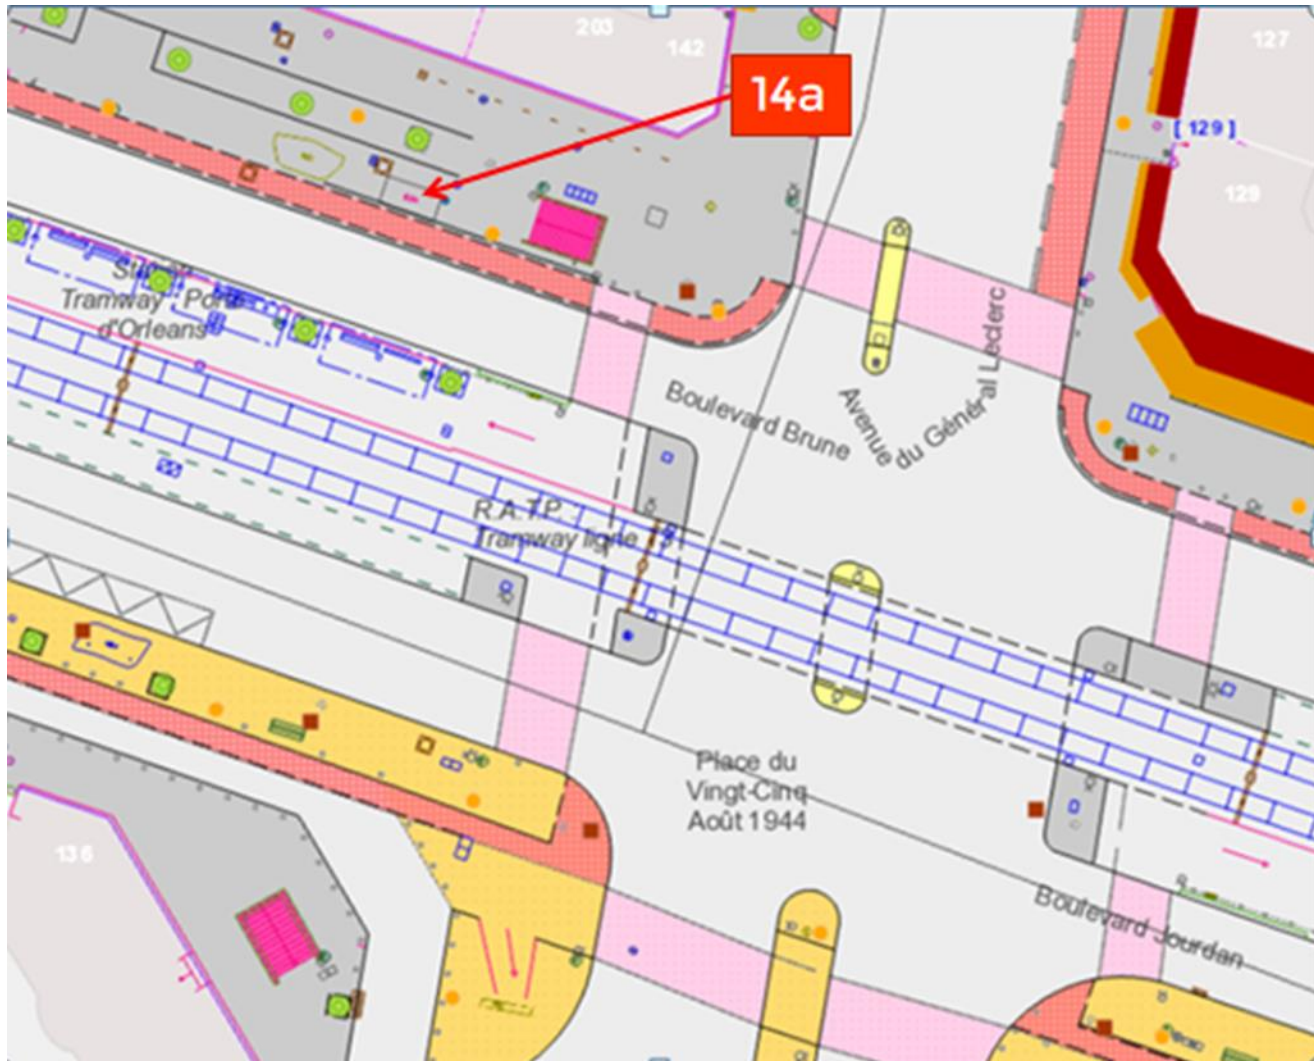 203
142
127
14a
[ 129 ]
129
Station
Tramway Porte
d'Orleans
Boulevard Brune
Avenue
du Général Leclerc
R.A.T.P. :
Tramway ligne
Place du
Vingt-Cinq
Août 1944
136
Boulevard Jourdan